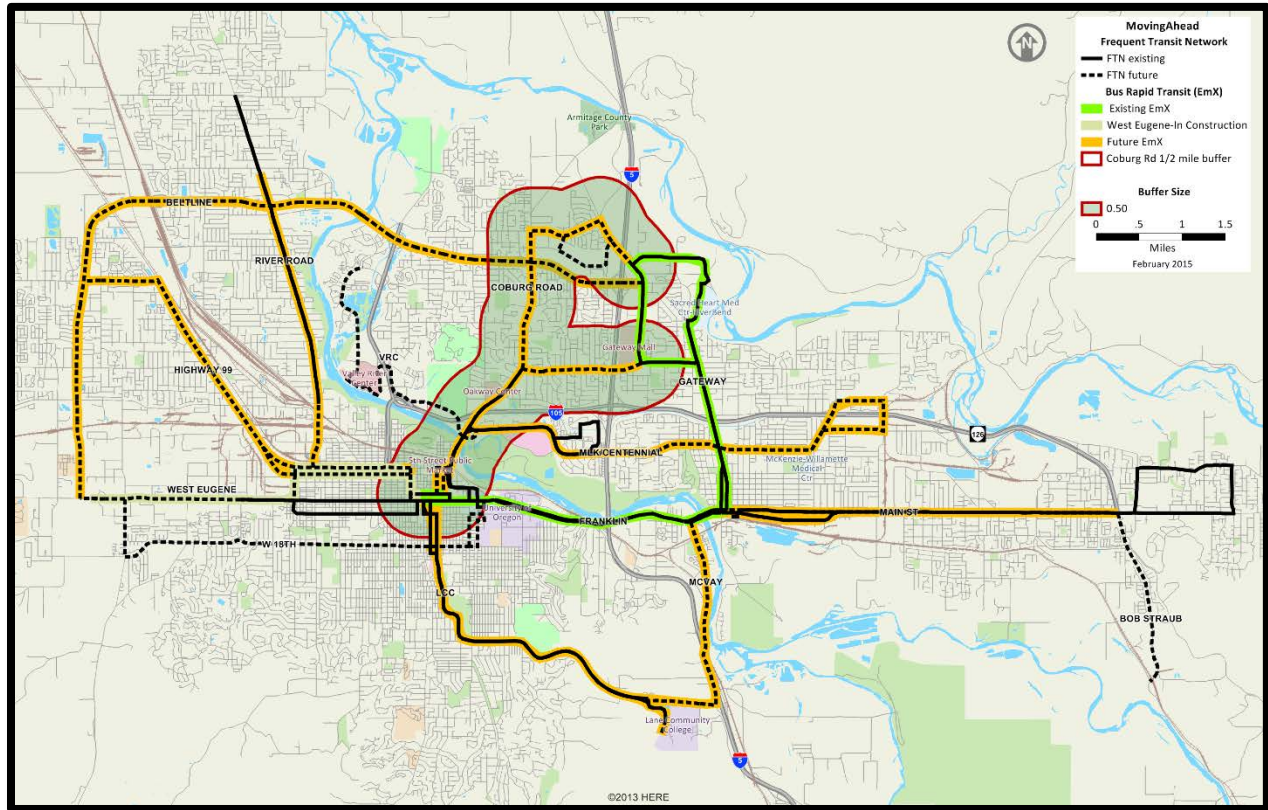 MovingAhead
Frequent Transit Network
FTN existing
FTN future
Bus Rapid Transit (EmX)
Existing EmX
West Eugene-In Construction
Future EmX
Coburg Rd 1/2 mile buffer
Buffer Size
0.50
0 .5 1 1.5
Miles
February 2015
N
Armitage County
Park
5
BELTLINE
RIVER ROAD
COBURG ROAD
Sacred Heart Med
Ctr-RiverBend
Gateway Mall
VRC
Valley River
Center
HIGHWAY 99
GATEWAY
Oakway Center
105
126
MLK CENTENNIAL
5th Street Public
Market
McKenzie-Willamette
Medical
Ctr
WEST EUGENE
University of
Oregon
FRANKLIN
MAIN ST
W 18TH
MCVAY
LCC
BOB STRAUB
Lane Community
College
5
©2013 HERE